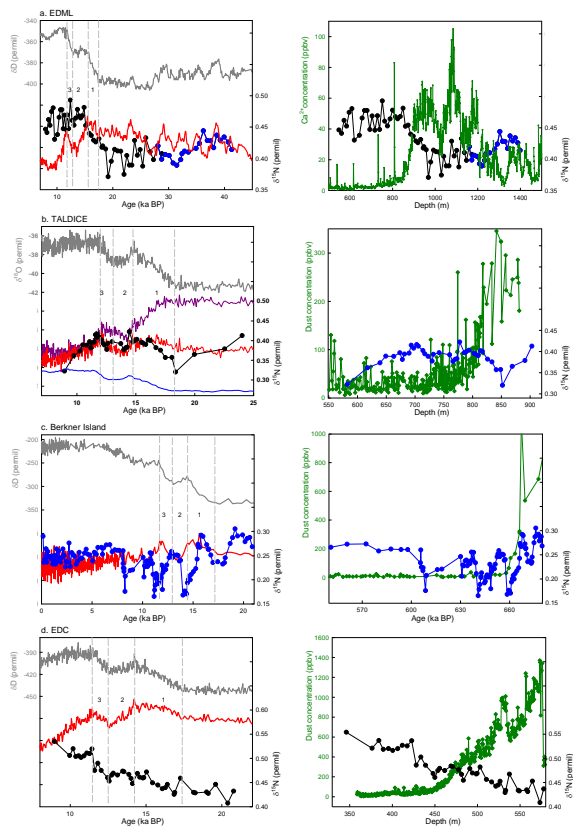 a. EDML
-340
-360
-380
-400
δD (permil)
3 2 1
0.50
0.45
0.40
0.35
δ¹⁵N (permil)
10 20 30 40
Age (ka BP)
100
80
60
40
20
0
Ca²⁺ concentration (ppbv)
0.50
0.45
0.40
0.35
δ¹⁵N (permil)
600 800 1000 1200 1400
Depth (m)
b. TALDICE
-36
-38
-40
-42
δ¹⁸O (permil)
3 2 1
0.50
0.45
0.40
0.35
0.30
δ¹⁵N (permil)
10 15 20 25
Age (ka BP)
300
200
100
0
Dust concentration (ppbv)
0.45
0.40
0.35
0.30
δ¹⁵N (permil)
550 600 650 700 750 800 850 900
Depth (m)
c. Berkner Island
-200
-250
-300
-350
δD (permil)
3 2 1
0.30
0.25
0.20
0.15
δ¹⁵N (permil)
0 5 10 15 20
Age (ka BP)
1000
800
600
400
200
0
Dust concentration (ppbv)
0.30
0.25
0.20
0.15
δ¹⁵N (permil)
570 600 630 660
Age (ka BP)
d. EDC
-390
-420
-450
δD (permil)
3 2 1
0.60
0.55
0.50
0.45
0.40
δ¹⁵N (permil)
10 15 20
Age (ka BP)
1600
1400
1200
1000
800
600
400
200
0
Dust concentration (ppbv)
0.55
0.50
0.45
0.40
δ¹⁵N (permil)
350 400 450 500 550
Depth (m)